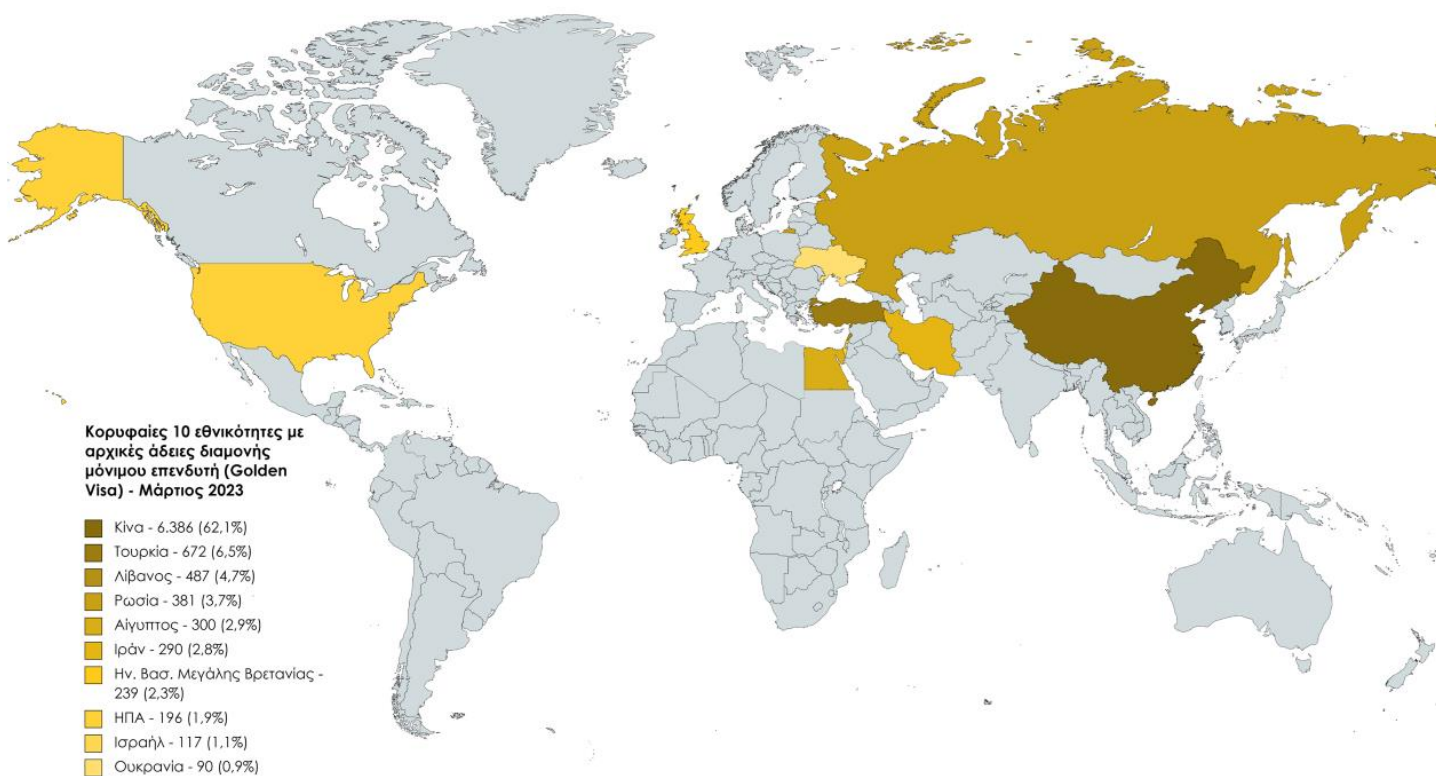 Κορυφαίες 10 εθνικότητες με
αρχικές άδειες διαμονής
μόνιμου επενδυτή (Golden
Visa) - Μάρτιος 2023
Κίνα - 6.386 (62,1%)
Τουρκία - 672 (6,5%)
Λίβανος - 487 (4,7%)
Ρωσία - 381 (3,7%)
Αίγυπτος - 300 (2,9%)
Ιράν - 290 (2,8%)
Ην. Βασ. Μεγάλης Βρετανίας -
239 (2,3%)
ΗΠΑ - 196 (1,9%)
Ισραήλ - 117 (1,1%)
Ουκρανία - 90 (0,9%)